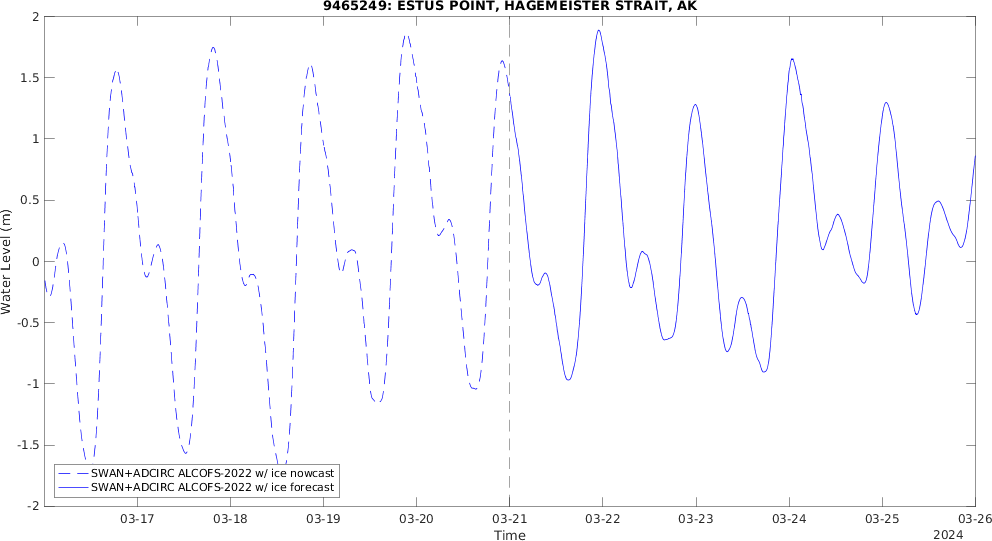 9465249: ESTUS POINT, HAGEMEISTER STRAIT, AK
2
1.5
1
0.5
0
-0.5
-1
-1.5
-2
Water Level (m)
SWAN+ADCIRC ALCOFS-2022 w/ ice nowcast
SWAN+ADCIRC ALCOFS-2022 w/ ice forecast
03-17 03-18 03-19 03-20 03-21 03-22 03-23 03-24 03-25 03-26
Time
2024